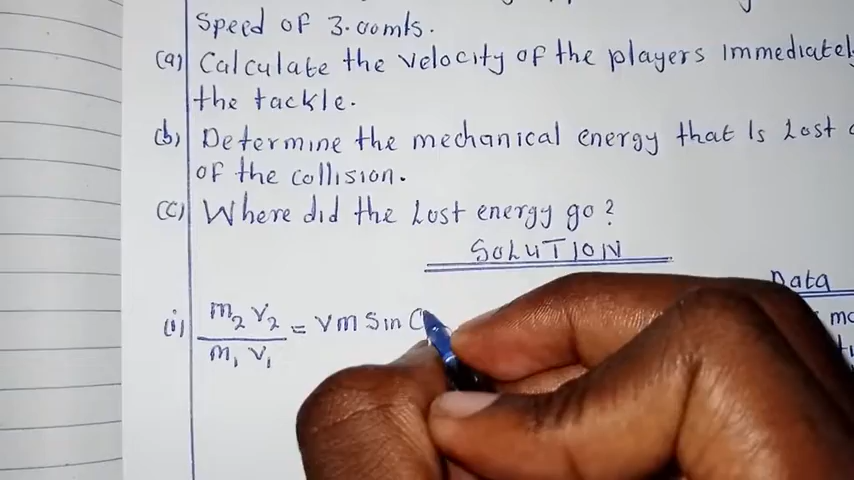 Speed of 3.00m/s.
(a) Calculate the velocity of the players immediately
the tackle.
(b) Determine the mechanical energy that Is Lost
of the collision.
(c) Where did the Lost energy go?
SOLUTION
Data
(i) m₂ v₂ / m₁ v₁ = vm Sin